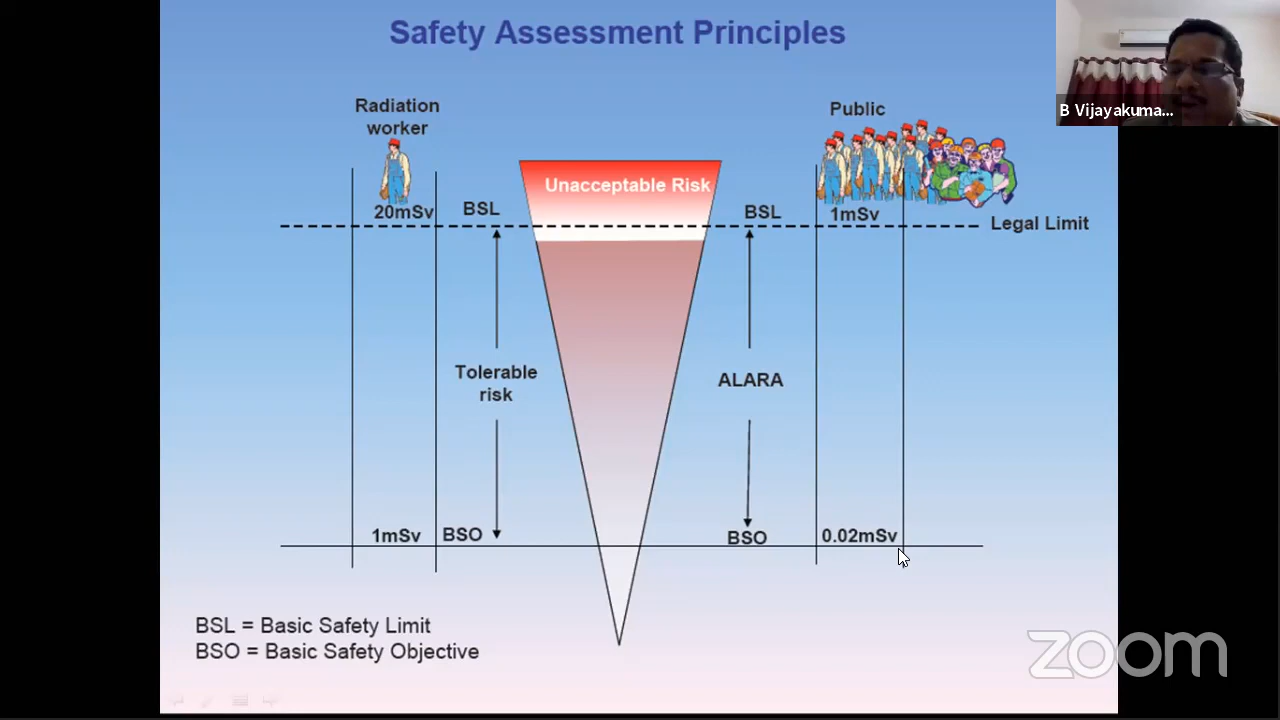 Safety Assessment Principles
B Vijayakuma...
Radiation
worker
Public
Unacceptable Risk
20mSv
BSL
BSL
1mSv
Legal Limit
Tolerable
risk
ALARA
1mSv
BSO
BSO
0.02mSv
BSL = Basic Safety Limit
BSO = Basic Safety Objective
zoom